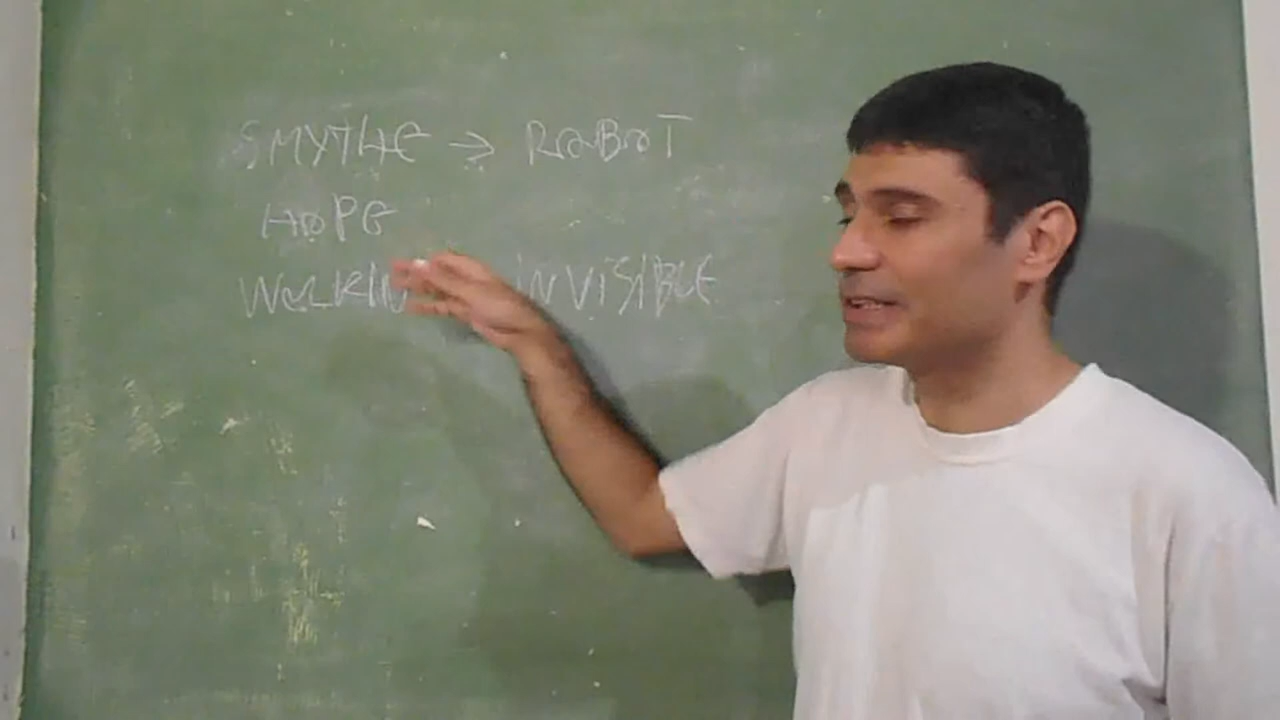 SMYTHE → ROBOT
HOPE
INVISIBLE